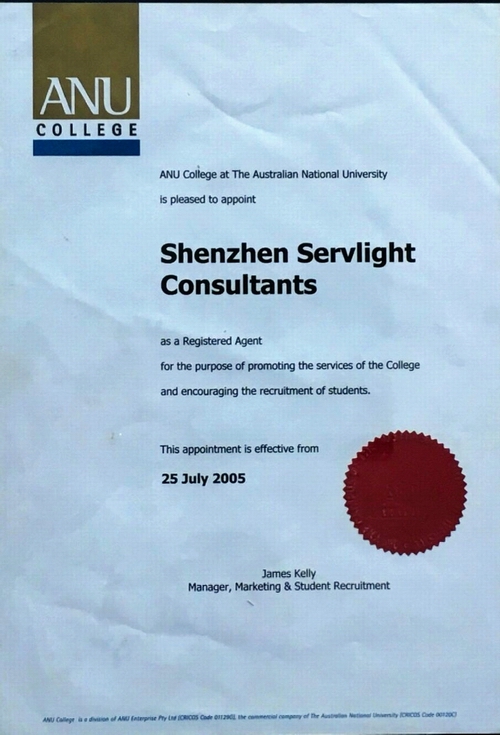 ANU
COLLEGE
ANU College at The Australian National University
is pleased to appoint
Shenzhen Servlight
Consultants
as a Registered Agent
for the purpose of promoting the services of the College
and encouraging the recruitment of students.
This appointment is effective from
25 July 2005
James Kelly
Manager, Marketing & Student Recruitment
ANU College is a division of ANU Enterprise Pty Ltd (CRICOS Code 01129G), the commercial company of The Australian National University (CRICOS Code 00120C)